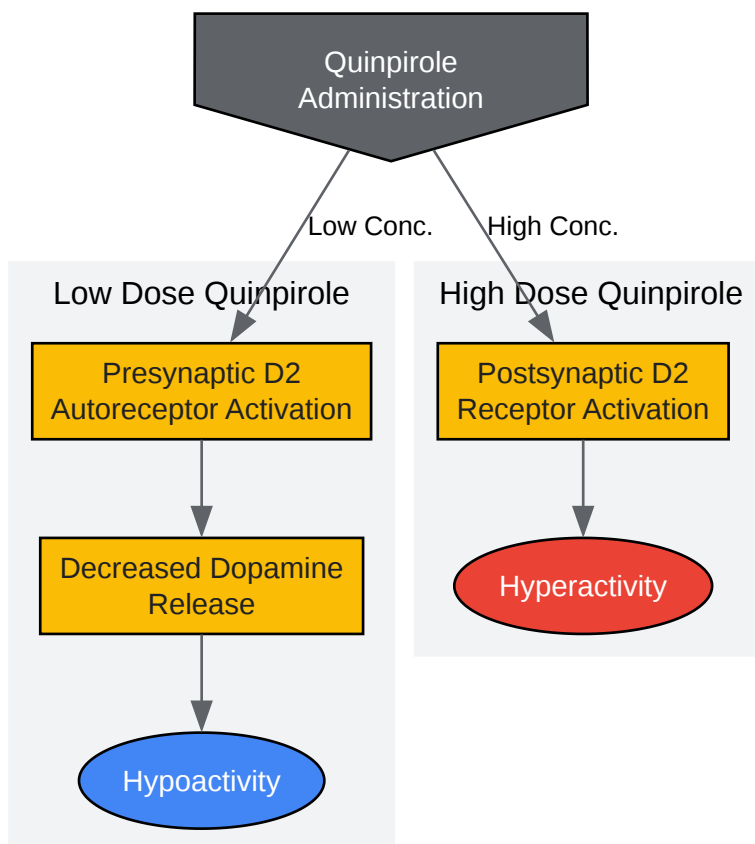 Quinpirole
Administration
Low Conc.
High Conc.
Low Dose Quinpirole
Presynaptic D2
Autoreceptor Activation
Decreased Dopamine
Release
Hypoactivity
High Dose Quinpirole
Postsynaptic D2
Receptor Activation
Hyperactivity